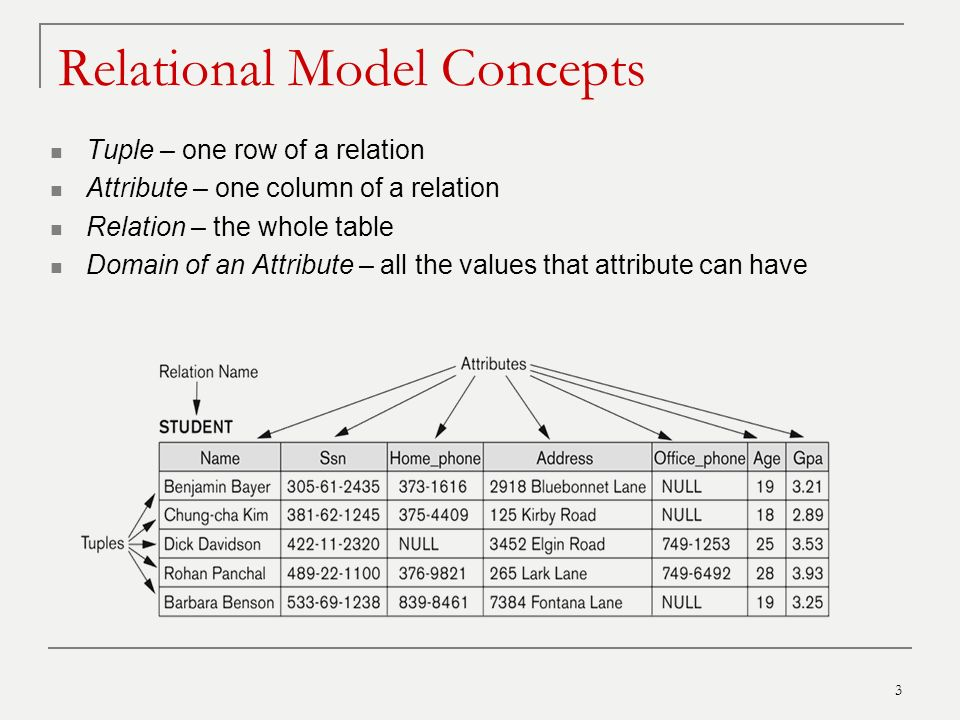 Relational Model Concepts
Tuple – one row of a relation
Attribute – one column of a relation
Relation – the whole table
Domain of an Attribute – all the values that attribute can have
Attributes
Relation Name
STUDENT
Name Ssn Home_phone Address Office_phone Age Gpa
Benjamin Bayer 305-61-2435 373-1616 2918 Bluebonnet Lane NULL 19 3.21
Chung-cha Kim 381-62-1245 375-4409 125 Kirby Road NULL 18 2.89
Tuples
Dick Davidson 422-11-2320 NULL 3452 Elgin Road 749-1253 25 3.53
Rohan Panchal 489-22-1100 376-9821 265 Lark Lane 749-6492 28 3.93
Barbara Benson 533-69-1238 839-8461 7384 Fontana Lane NULL 19 3.25
3